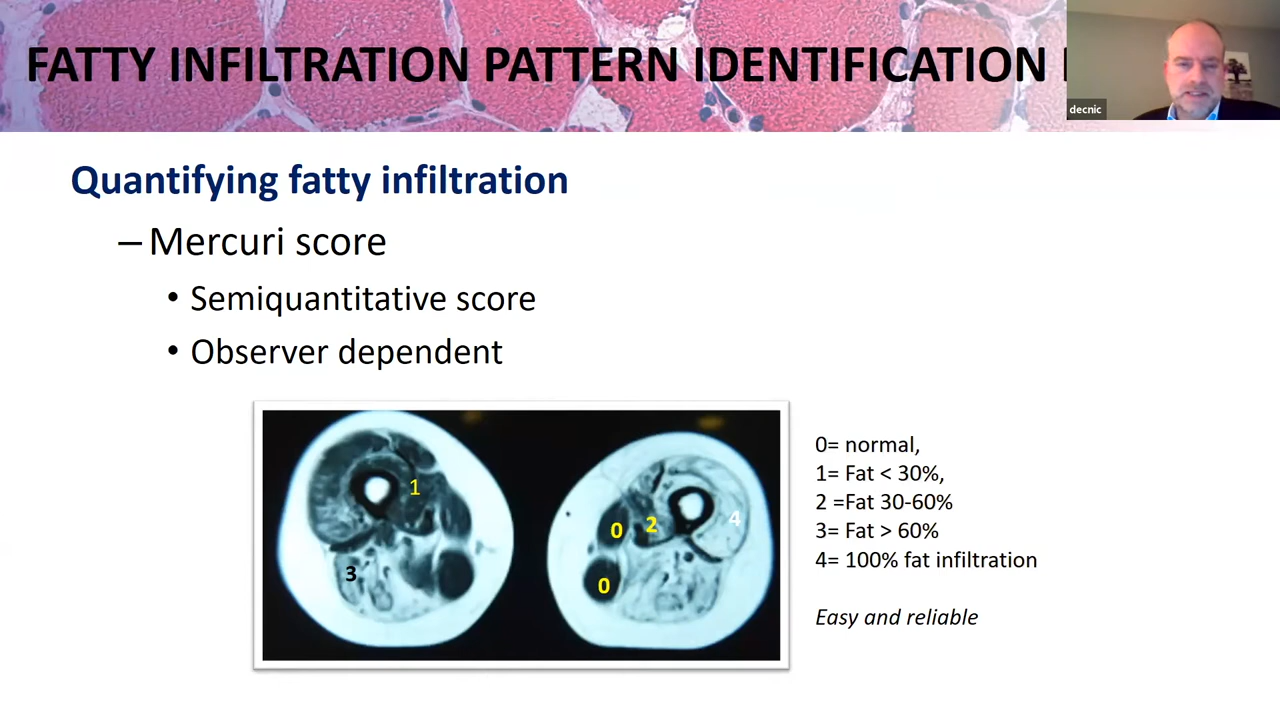 FATTY INFILTRATION PATTERN IDENTIFICATION
decnic
Quantifying fatty infiltration
– Mercuri score
• Semiquantitative score
• Observer dependent
1
3
0
2
4
0
0= normal,
1= Fat < 30%,
2 =Fat 30-60%
3= Fat > 60%
4= 100% fat infiltration
Easy and reliable